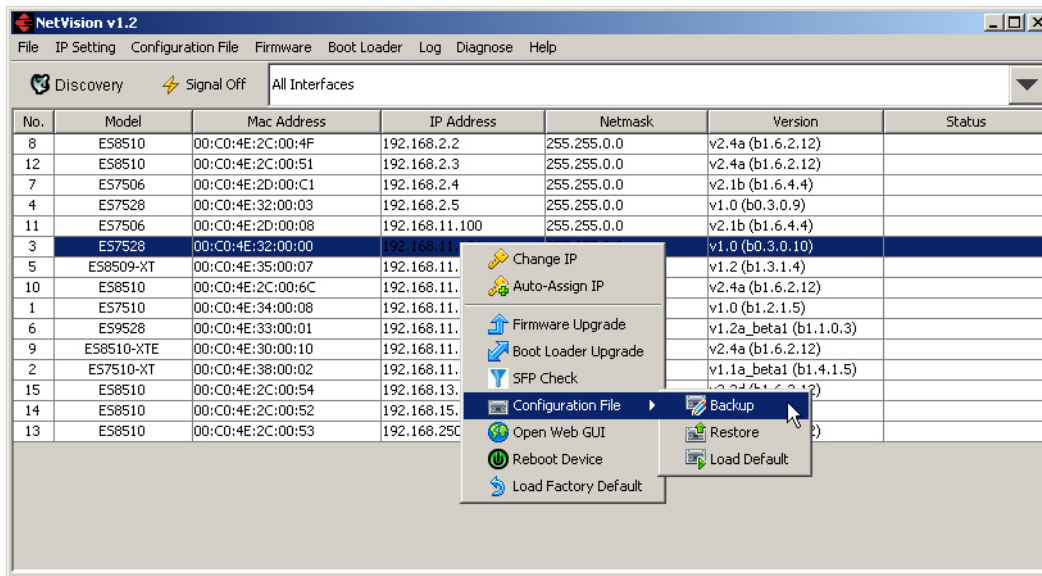 NetVision v1.2
File IP Setting Configuration File Firmware Boot Loader Log Diagnose Help
Discovery Signal Off All Interfaces
No. Model Mac Address IP Address Netmask Version Status
8 ES8510 00:C0:4E:2C:00:4F 192.168.2.2 255.255.0.0 v2.4a (b1.6.2.12)
12 ES8510 00:C0:4E:2C:00:51 192.168.2.3 255.255.0.0 v2.4a (b1.6.2.12)
7 ES7506 00:C0:4E:2D:00:C1 192.168.2.4 255.255.0.0 v2.1b (b1.6.4.4)
4 ES7528 00:C0:4E:32:00:03 192.168.2.5 255.255.0.0 v1.0 (b0.3.0.9)
11 ES7506 00:C0:4E:2D:00:08 192.168.11.100 255.255.0.0 v2.1b (b1.6.4.4)
3 ES7528 00:C0:4E:32:00:00 192.168.11. v1.0 (b0.3.0.10)
5 ES8509-XT 00:C0:4E:35:00:07 192.168.11. v1.2 (b1.3.1.4)
10 ES8510 00:C0:4E:2C:00:6C 192.168.11. v2.4a (b1.6.2.12)
1 ES7510 00:C0:4E:34:00:08 192.168.11. v1.0 (b1.2.1.5)
6 ES9528 00:C0:4E:33:00:01 192.168.11. v1.2a_beta1 (b1.1.0.3)
9 ES8510-XTE 00:C0:4E:30:00:10 192.168.11. v2.4a (b1.6.2.12)
2 ES7510-XT 00:C0:4E:38:00:02 192.168.11. v1.1a_beta1 (b1.4.1.5)
15 ES8510 00:C0:4E:2C:00:54 192.168.13.
14 ES8510 00:C0:4E:2C:00:52 192.168.15.
13 ES8510 00:C0:4E:2C:00:53 192.168.250
Change IP
Auto-Assign IP
Firmware Upgrade
Boot Loader Upgrade
SFP Check
Configuration File
Open Web GUI
Reboot Device
Load Factory Default
Backup
Restore
Load Default